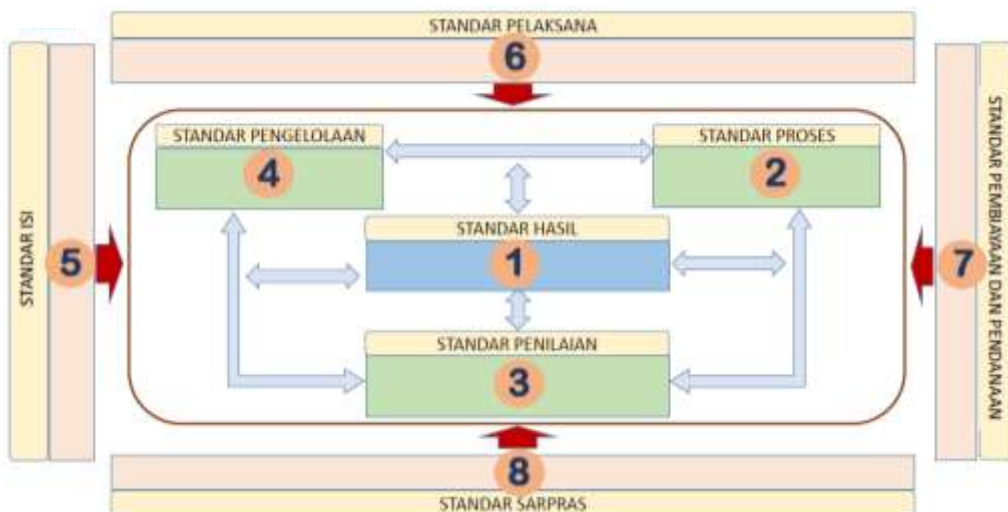 STANDAR PELAKSANA
6
STANDAR PENGELOLAAN
4
STANDAR PROSES
2
STANDAR HASIL
1
STANDAR ISI
5
7
STANDAR PEMBIAYAAN DAN PENDANAAN
STANDAR PENILAIAN
3
8
STANDAR SARPRAS